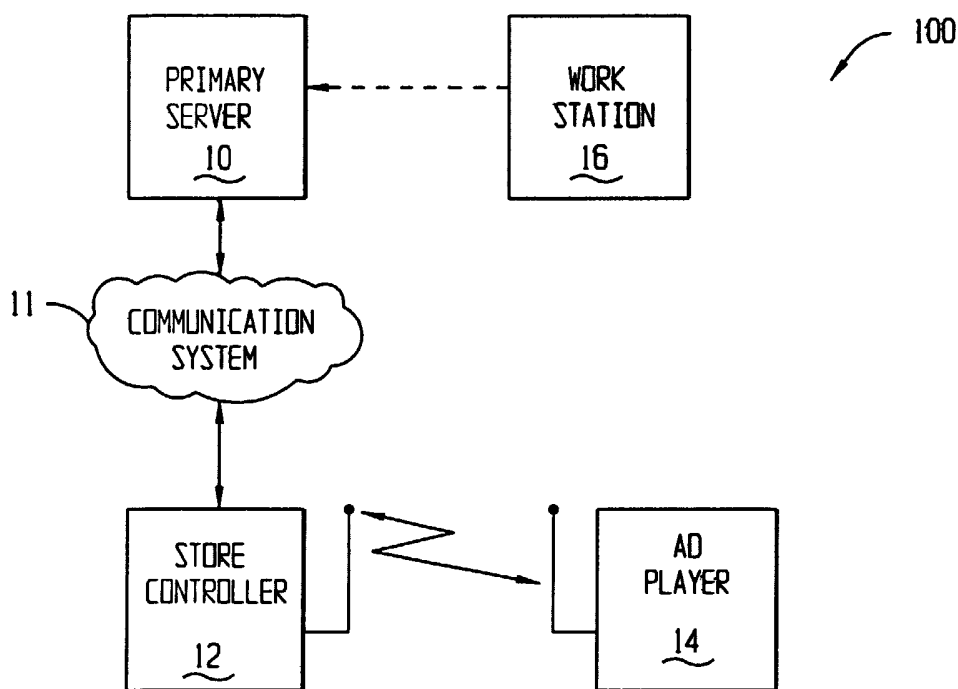 100
PRIMARY
SERVER
10
WORK
STATION
16
11
COMMUNICATION
SYSTEM
STORE
CONTROLLER
12
AD
PLAYER
14